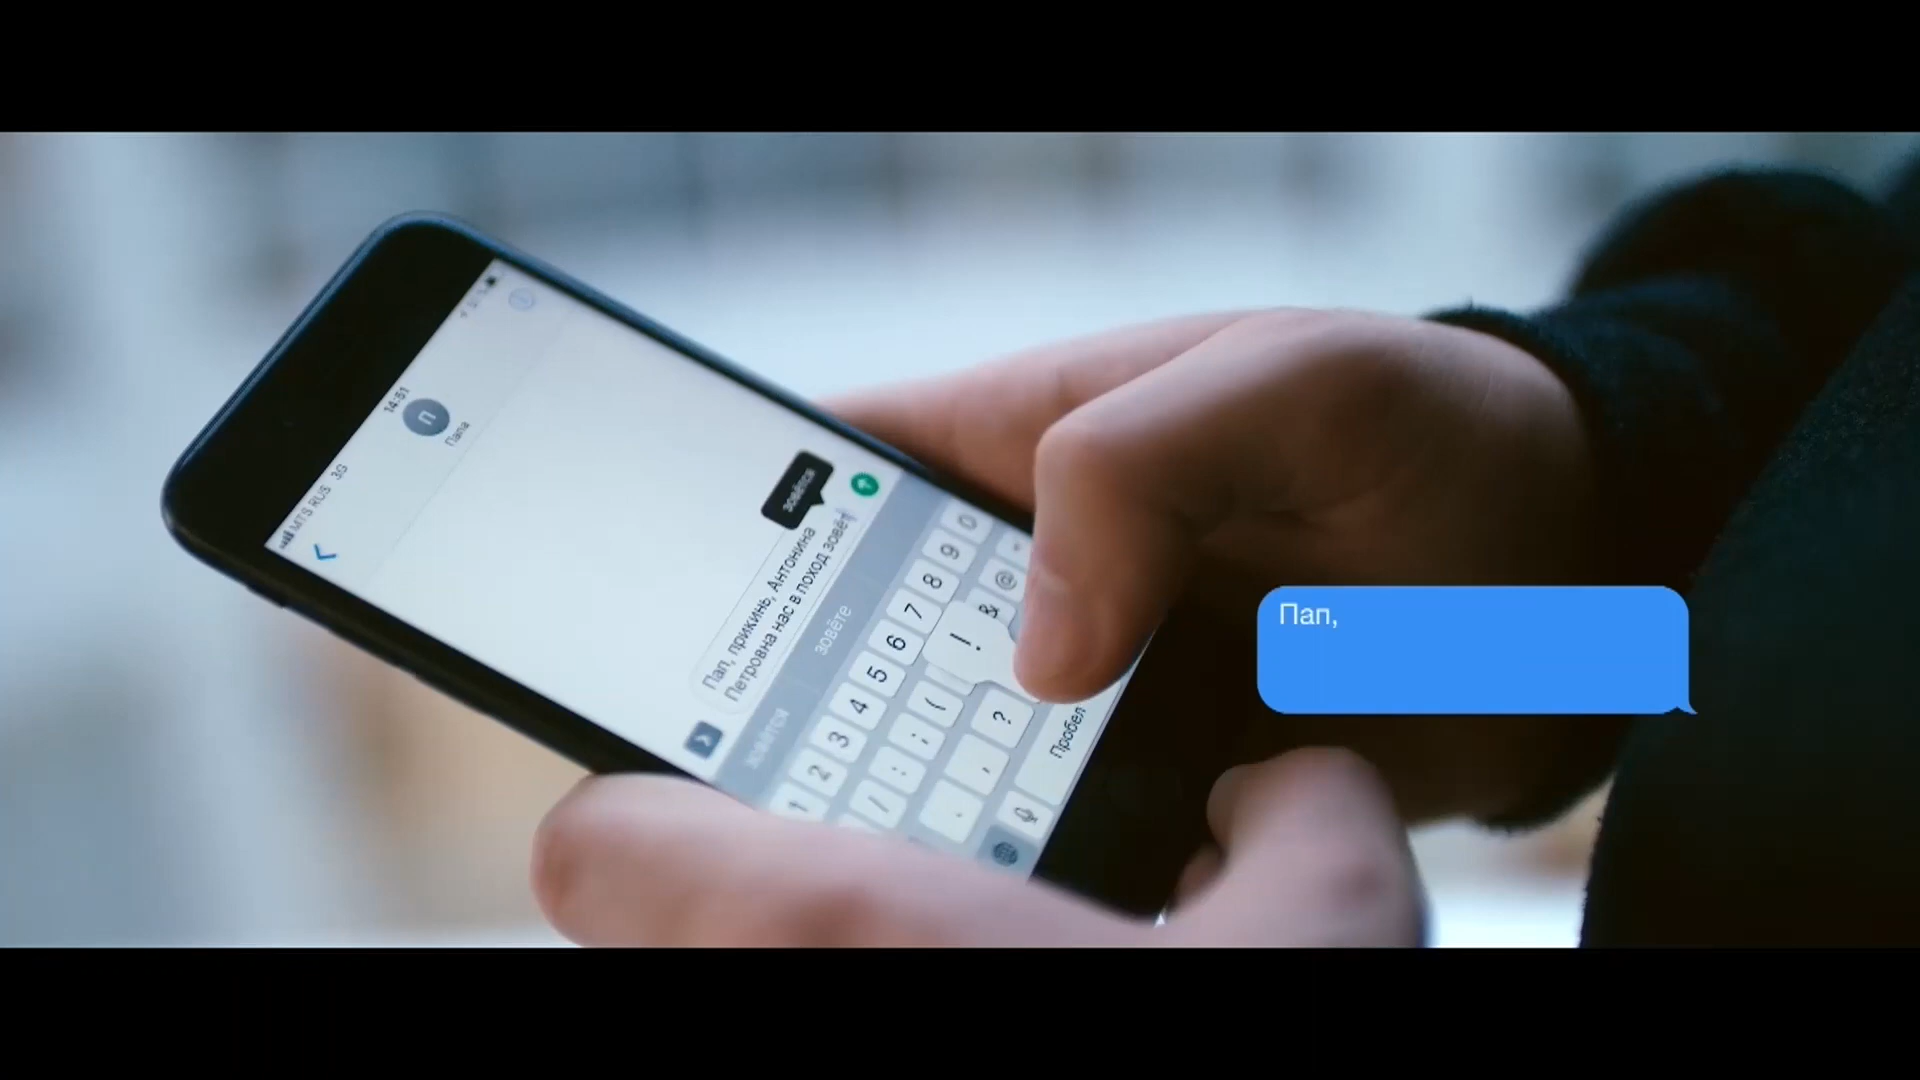 MTS RUS 3G
14:51
П
Папа
зовётся
Пап, прикинь, Антонина
Петровна нас в поход зовёт
зовёте
1 2 3 4 5 6 7 8 9 0
/ : ; ( & @
!
. , ?
Пробел
Пап,